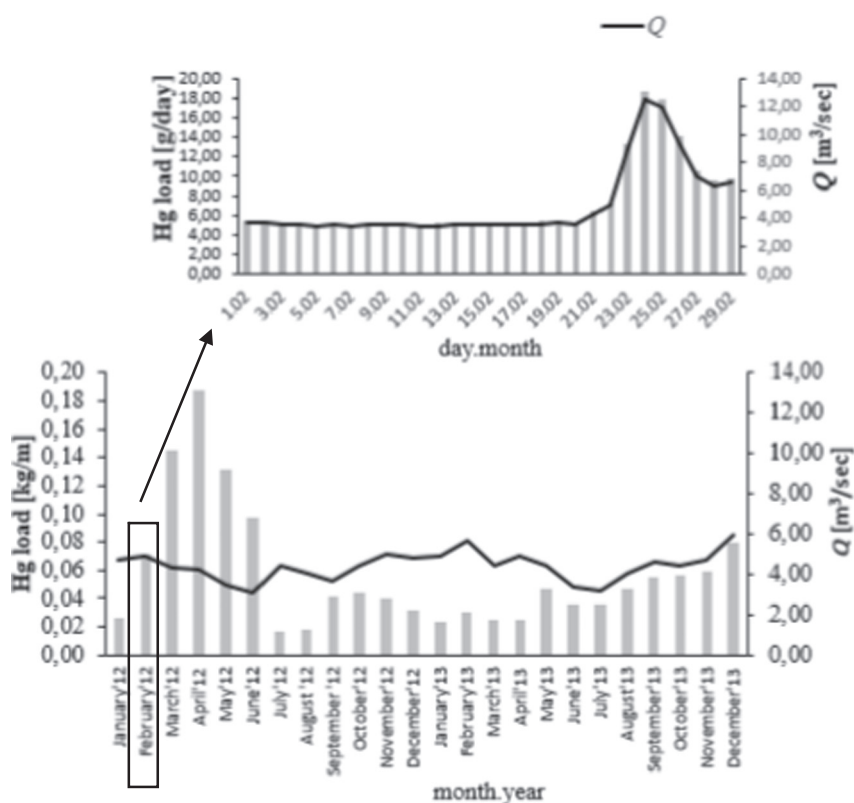 Q
Hg load [g/day]
20,00
18,00
16,00
14,00
12,00
10,00
8,00
6,00
4,00
2,00
0,00
14,00
12,00
10,00
8,00
6,00
4,00
2,00
0,00
Q [m³/sec]
1.02
3.02
5.02
7.02
9.02
11.02
13.02
15.02
17.02
19.02
21.02
23.02
25.02
27.02
29.02
day.month
Hg load [kg/m]
0,20
0,18
0,16
0,14
0,12
0,10
0,08
0,06
0,04
0,02
0,00
14,00
12,00
10,00
8,00
6,00
4,00
2,00
0,00
Q [m³/sec]
January'12
February'12
March'12
April'12
May'12
June'12
July'12
August '12
September '12
October'12
November'12
December'12
January'13
February'13
March'13
April'13
May'13
June'13
July'13
August'13
September'13
October'13
November'13
December'13
month.year